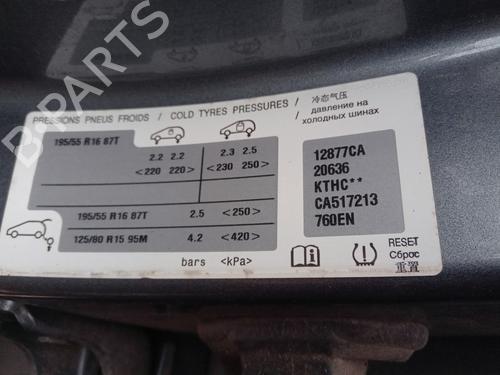 B-PARTS
PRESSIONS PNEUS FROIDS / COLD TYRES PRESSURES / 冷态气压
давление на
холодных шинах
195/55 R16 87T
2.2 2.2 2.3 2.5
<220 220> <230 250>
195/55 R16 87T 2.5 <250>
125/80 R15 95M 4.2 <420>
bars <kPa>
12877CA
20636
KTHC**
CA517213
760EN
RESET
Сброс
重置